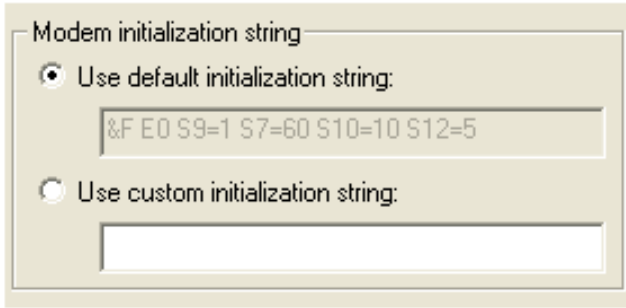 Modem initialization string
Use default initialization string:
&F E0 S9=1 S7=60 S10=10 S12=5
Use custom initialization string: